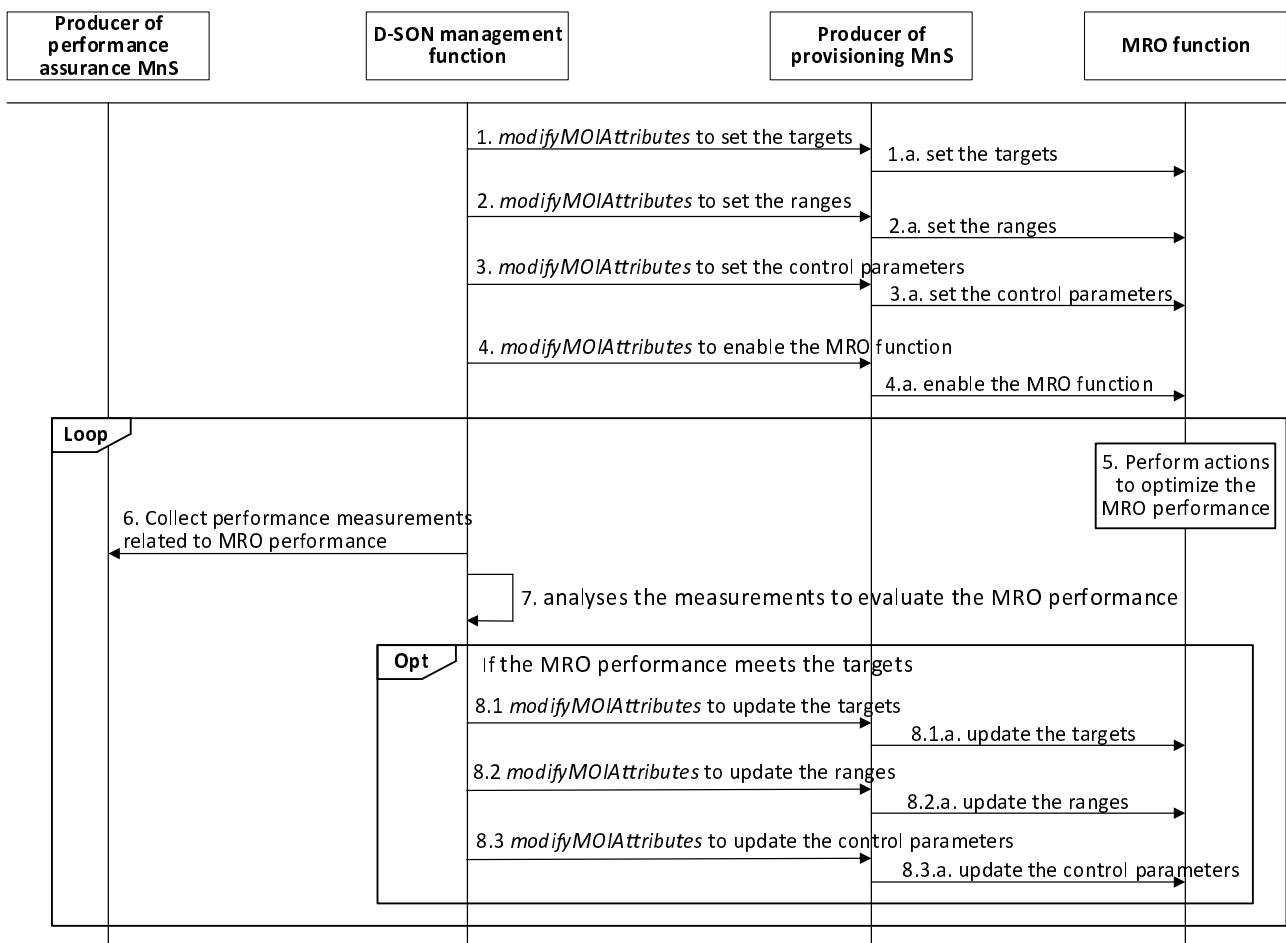 Producer of
performance
assurance MnS
D-SON management
function
Producer of
provisioning MnS
MRO function
1. modifyMOIAttributes to set the targets
1.a. set the targets
2. modifyMOIAttributes to set the ranges
2.a. set the ranges
3. modifyMOIAttributes to set the control parameters
3.a. set the control parameters
4. modifyMOIAttributes to enable the MRO function
4.a. enable the MRO function
Loop
5. Perform actions
to optimize the
MRO performance
6. Collect performance measurements
related to MRO performance
7. analyses the measurements to evaluate the MRO performance
Opt
If the MRO performance meets the targets
8.1 modifyMOIAttributes to update the targets
8.1.a. update the targets
8.2 modifyMOIAttributes to update the ranges
8.2.a. update the ranges
8.3 modifyMOIAttributes to update the control parameters
8.3.a. update the control parameters